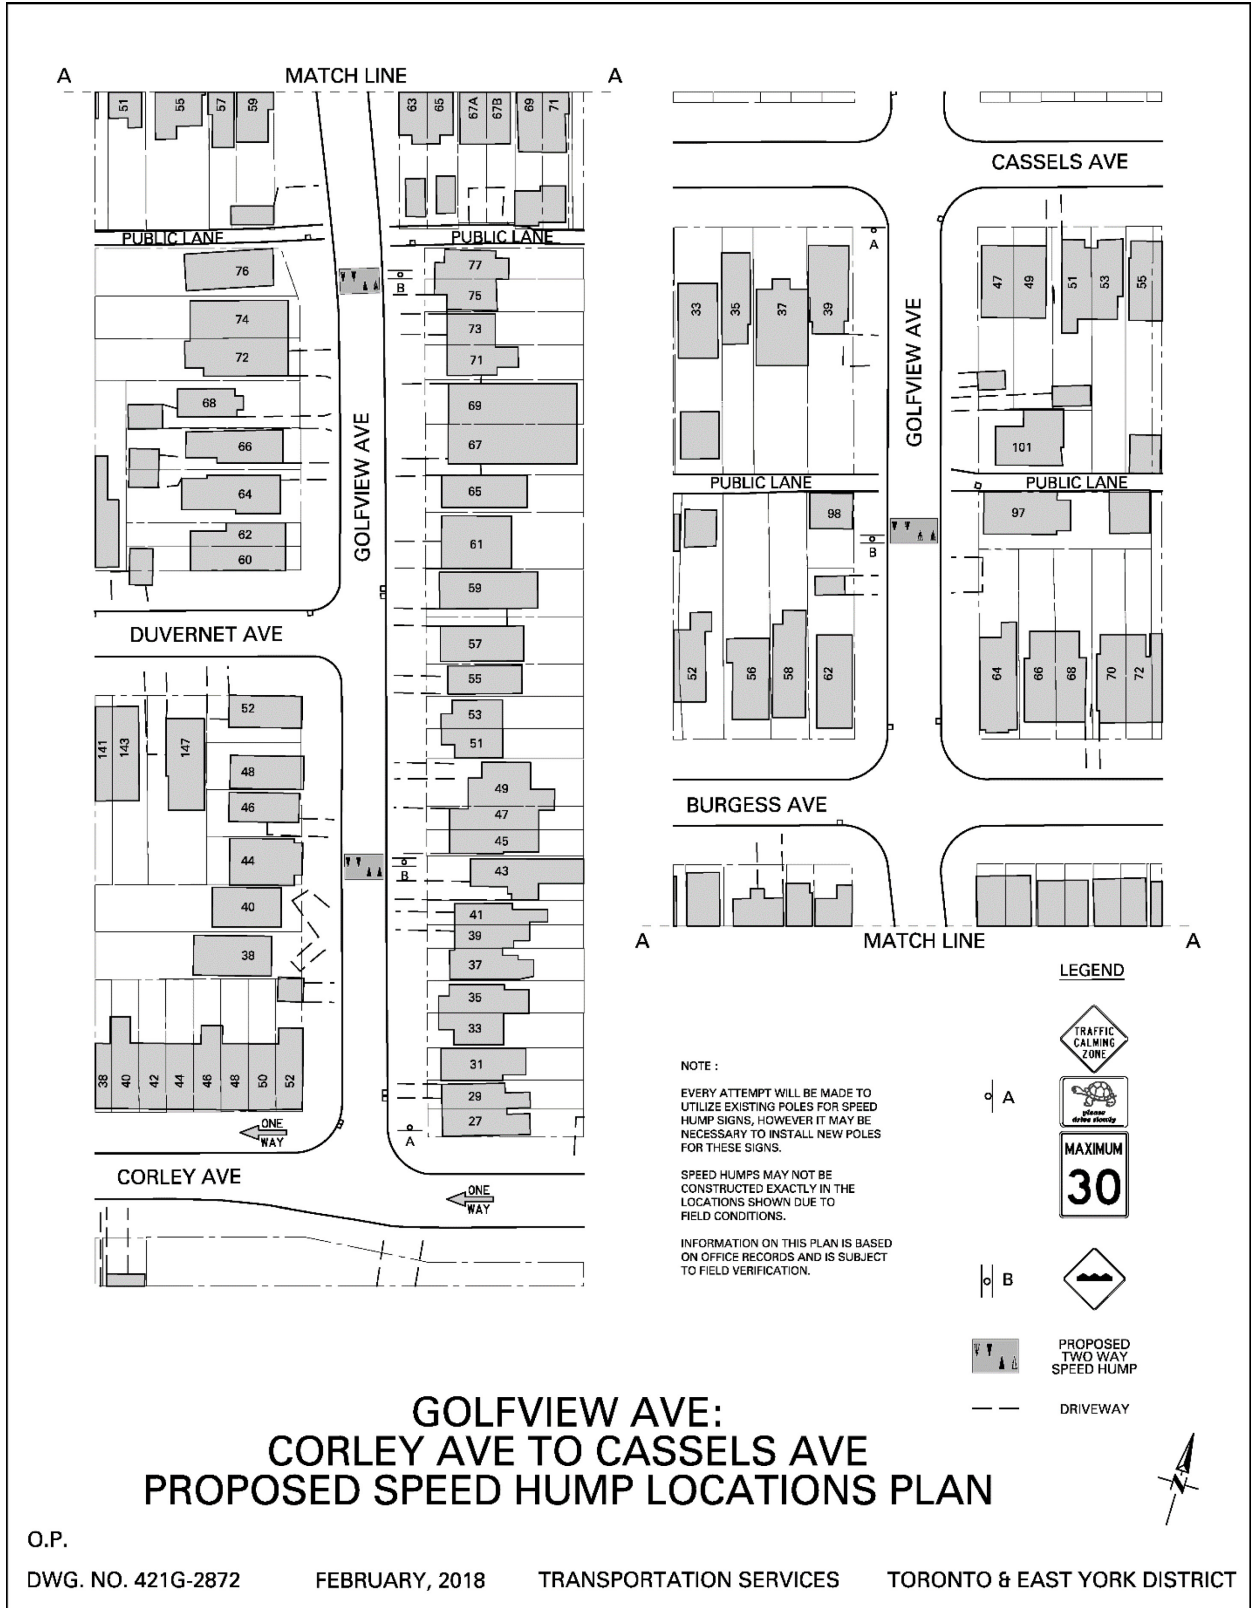 A MATCH LINE A
51 55 57 59 63 65 67A 67B 69 71
PUBLIC LANE PUBLIC LANE
76
74
72
68
66
64
62
60
77
75
73
71
69
67
65
61
59
57
55
53
51
49
47
45
43
41
39
37
35
33
31
29
27
B
GOLFVIEW AVE
DUVERNET AVE
141 143 147
52
48
46
44
40
38
B
38 40 42 44 46 48 50 52
ONE
WAY
A
CORLEY AVE
ONE
WAY
CASSELS AVE
A
33 35 37 39
GOLFVIEW AVE
47 49 51 53 55
101
PUBLIC LANE PUBLIC LANE
98
97
B
52 56 58 62
64 66 68 70 72
BURGESS AVE
A MATCH LINE A
LEGEND
TRAFFIC
CALMING
ZONE
A
please
drive slowly
MAXIMUM
30
B
PROPOSED
TWO WAY
SPEED HUMP
DRIVEWAY
NOTE :
EVERY ATTEMPT WILL BE MADE TO
UTILIZE EXISTING POLES FOR SPEED
HUMP SIGNS, HOWEVER IT MAY BE
NECESSARY TO INSTALL NEW POLES
FOR THESE SIGNS.
SPEED HUMPS MAY NOT BE
CONSTRUCTED EXACTLY IN THE
LOCATIONS SHOWN DUE TO
FIELD CONDITIONS.
INFORMATION ON THIS PLAN IS BASED
ON OFFICE RECORDS AND IS SUBJECT
TO FIELD VERIFICATION.
GOLFVIEW AVE:
CORLEY AVE TO CASSELS AVE
PROPOSED SPEED HUMP LOCATIONS PLAN
N
O.P.
DWG. NO. 421G-2872 FEBRUARY, 2018 TRANSPORTATION SERVICES TORONTO & EAST YORK DISTRICT